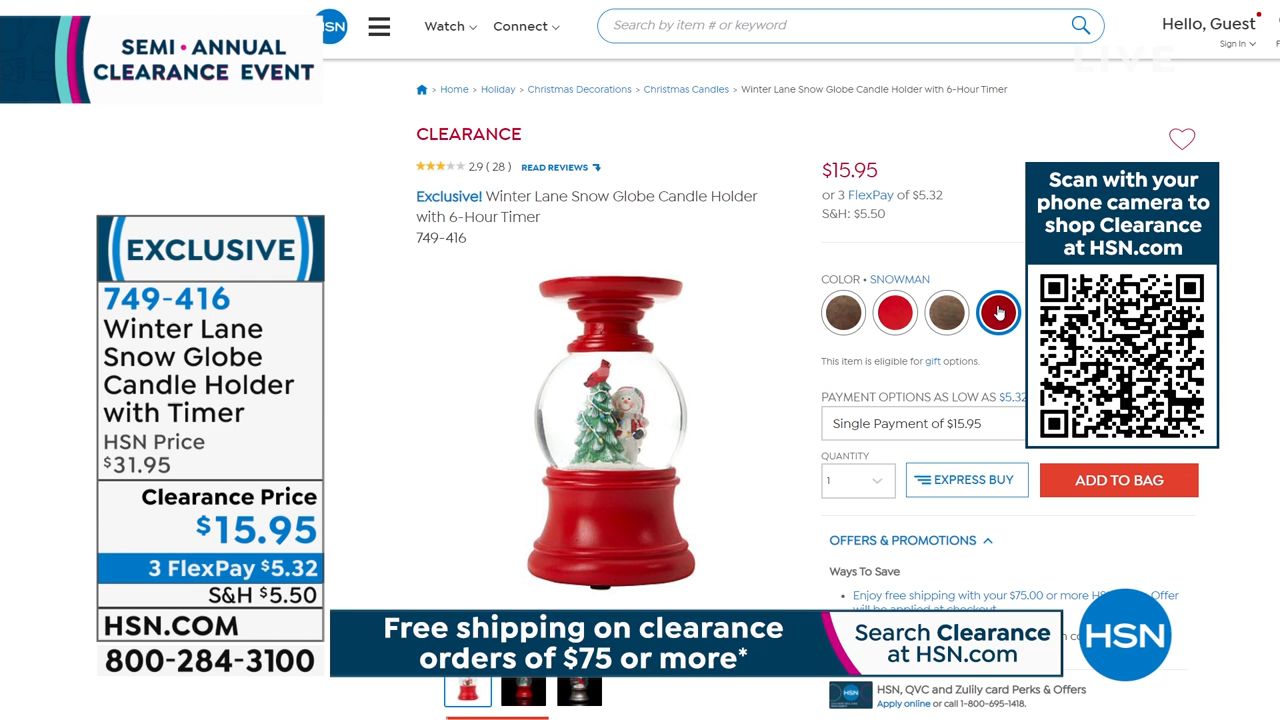 SEMI • ANNUAL
CLEARANCE EVENT
HSN
Watch
Connect
Search by item # or keyword
Hello, Guest
Sign In
LIVE
> Home > Holiday > Christmas Decorations > Christmas Candles > Winter Lane Snow Globe Candle Holder with 6-Hour Timer
CLEARANCE
2.9 ( 28 ) READ REVIEWS
Exclusive! Winter Lane Snow Globe Candle Holder
with 6-Hour Timer
749-416
$15.95
or 3 FlexPay of $5.32
S&H: $5.50
COLOR • SNOWMAN
This item is eligible for gift options.
PAYMENT OPTIONS AS LOW AS $5.32
Single Payment of $15.95
QUANTITY
1
EXPRESS BUY
ADD TO BAG
OFFERS & PROMOTIONS
Ways To Save
• Enjoy free shipping with your $75.00 or more Offer
will be applied at checkout
Scan with your
phone camera to
shop Clearance
at HSN.com
EXCLUSIVE
749-416
Winter Lane
Snow Globe
Candle Holder
with Timer
HSN Price
$31.95
Clearance Price
$15.95
3 FlexPay $5.32
S&H $5.50
HSN.COM
800-284-3100
Free shipping on clearance
orders of $75 or more*
Search Clearance
at HSN.com
HSN
HSN
HSN, QVC and Zulily card Perks & Offers
Apply online or call 1-800-695-1418.